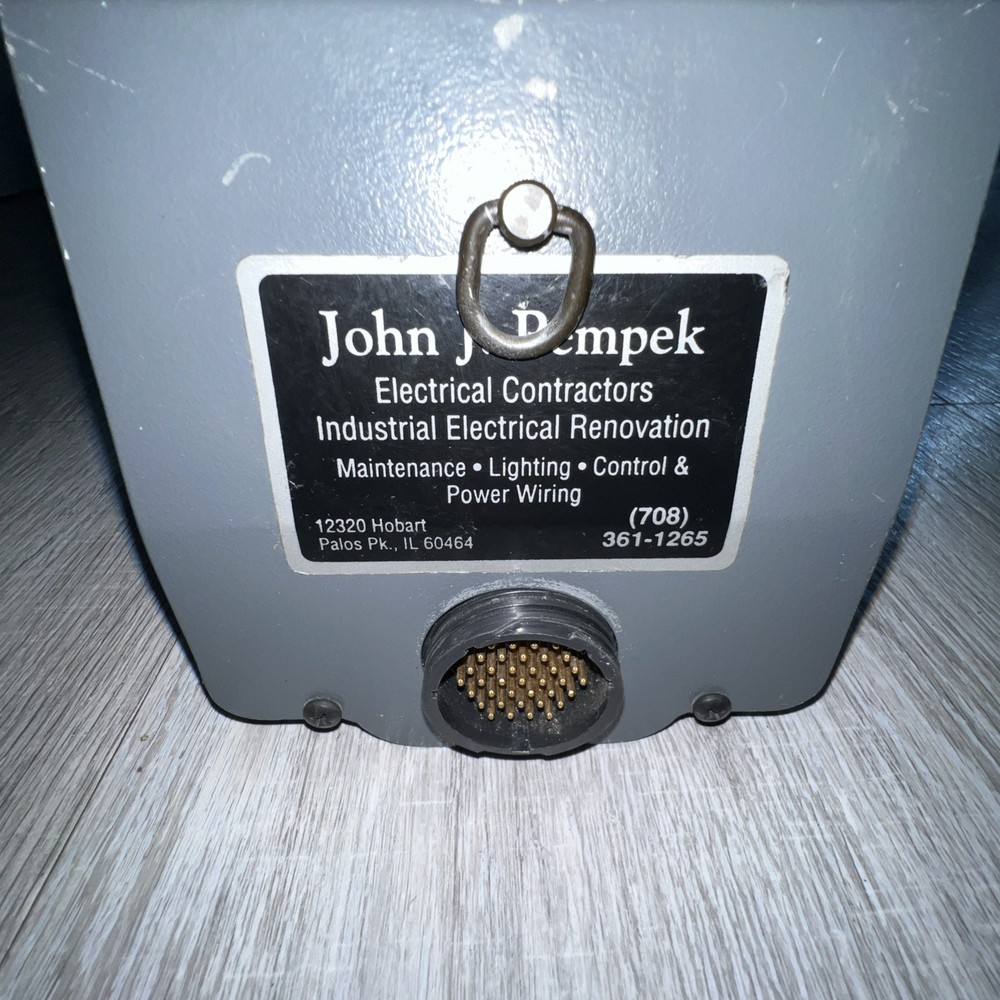 John J. Pempek
Electrical Contractors
Industrial Electrical Renovation
Maintenance • Lighting • Control &
Power Wiring
12320 Hobart
Palos Pk., IL 60464
(708)
361-1265